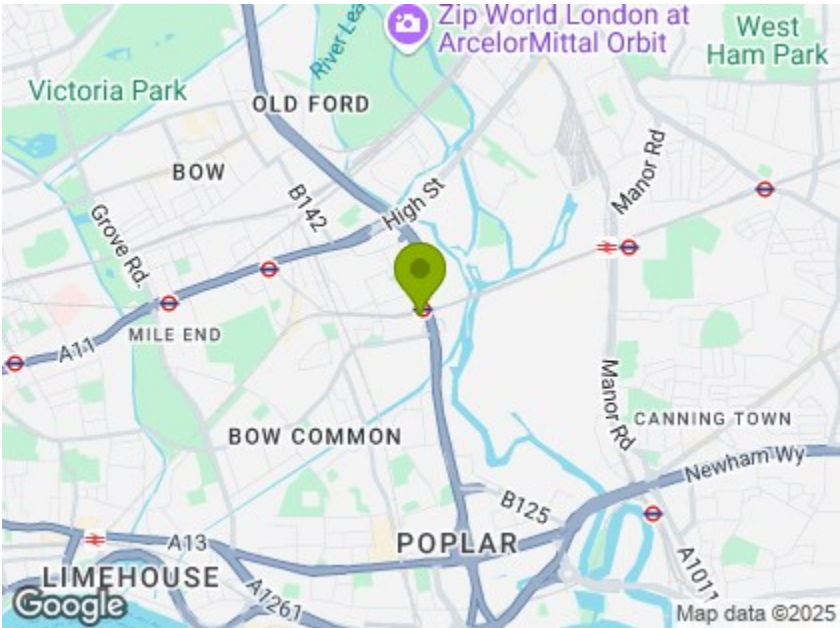 Zip World London at
ArcelorMittal Orbit
West
Ham Park
River Lea
Victoria Park
OLD FORD
BOW
Manor Rd
B142
High St
Grove Rd.
MILE END
A11
Manor Rd
CANNING TOWN
BOW COMMON
Newham Wy
B125
A13
POPLAR
LIMEHOUSE
A1261
A1011
Google
Map data ©2025